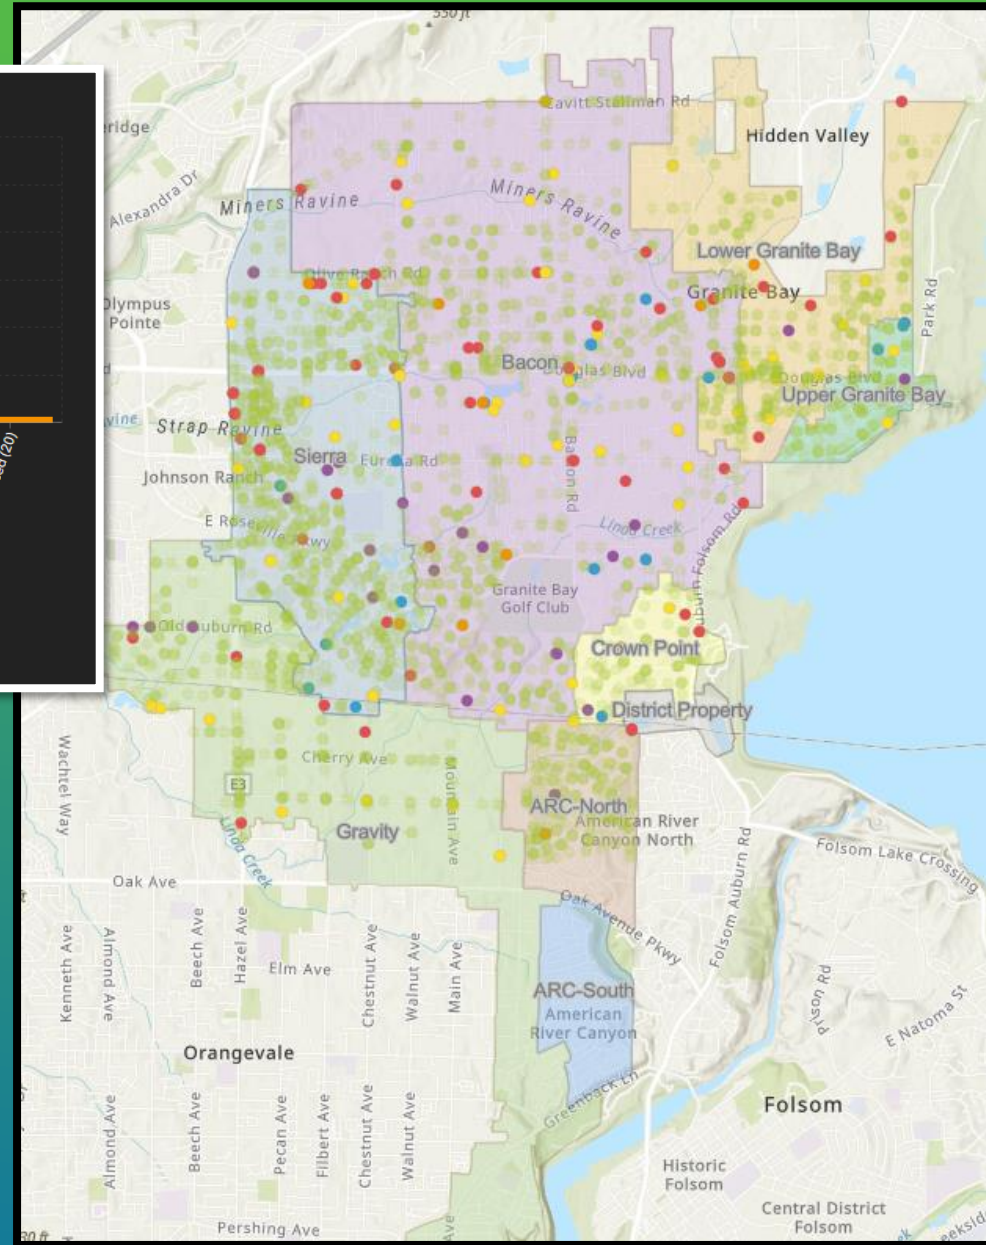 550 ft
Cavitt Stallman Rd
Hidden Valley
Alexandra Dr
Miners Ravine
Miners Ravine
Lower Granite Bay
Olive Ranch Rd
Granite Bay
Olympus
Pointe
Park Rd
Bacon
Douglas Blvd
Douglas Blvd
Upper Granite Bay
Strap Ravine
Sierra
Eureka Rd
Johnson Ranch
Barton Rd
E Roseville Pkwy
Linda Creek
Auburn Folsom Rd
Granite Bay
Golf Club
Old Auburn Rd
Crown Point
District Property
Wachtel Way
Cherry Ave
E3
Mountain Ave
ARC-North
American River
Canyon North
Gravity
Linda Creek
Folsom Auburn Rd
Folsom Lake Crossing
Oak Ave
Oak Avenue Pkwy
Kenneth Ave
Almond Ave
Beech Ave
Hazel Ave
Elm Ave
Chestnut Ave
Walnut Ave
Main Ave
ARC-South
American
River Canyon
Prison Rd
E Natoma St
Orangevale
Greenback Ln
Folsom
Almond Ave
Beech Ave
Pecan Ave
Filbert Ave
Chestnut Ave
Walnut Ave
Historic
Folsom
Central District
Folsom
Pershing Ave
Ave
(20)